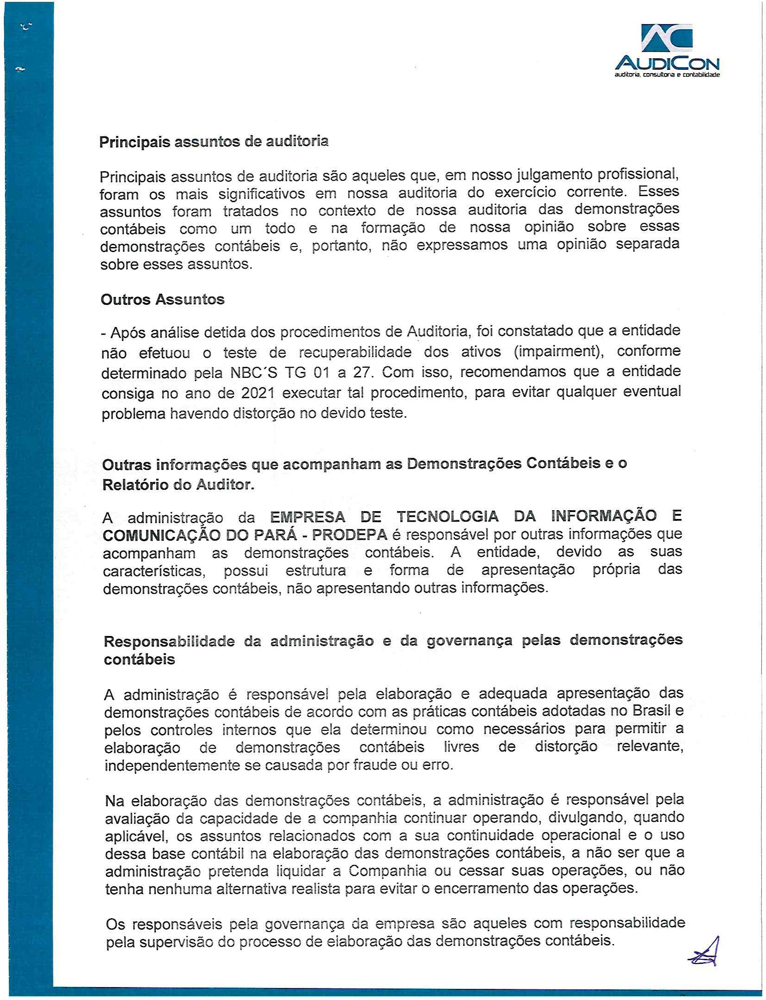 AC
AUDICON
auditoria, consultoria e contabilidade
Principais assuntos de auditoria
Principais assuntos de auditoria são aqueles que, em nosso julgamento profissional,
foram os mais significativos em nossa auditoria do exercício corrente. Esses
assuntos foram tratados no contexto de nossa auditoria das demonstrações
contábeis como um todo e na formação de nossa opinião sobre essas
demonstrações contábeis e, portanto, não expressamos uma opinião separada
sobre esses assuntos.
Outros Assuntos
- Após análise detida dos procedimentos de Auditoria, foi constatado que a entidade
não efetuou o teste de recuperabilidade dos ativos (impairment), conforme
determinado pela NBC´S TG 01 a 27. Com isso, recomendamos que a entidade
consiga no ano de 2021 executar tal procedimento, para evitar qualquer eventual
problema havendo distorção no devido teste.
Outras informações que acompanham as Demonstrações Contábeis e o
Relatório do Auditor.
A administração da EMPRESA DE TECNOLOGIA DA INFORMAÇÃO E
COMUNICAÇÃO DO PARÁ - PRODEPA é responsável por outras informações que
acompanham as demonstrações contábeis. A entidade, devido as suas
características, possui estrutura e forma de apresentação própria das
demonstrações contábeis, não apresentando outras informações.
Responsabilidade da administração e da governança pelas demonstrações
contábeis
A administração é responsável pela elaboração e adequada apresentação das
demonstrações contábeis de acordo com as práticas contábeis adotadas no Brasil e
pelos controles internos que ela determinou como necessários para permitir a
elaboração de demonstrações contábeis livres de distorção relevante,
independentemente se causada por fraude ou erro.
Na elaboração das demonstrações contábeis, a administração é responsável pela
avaliação da capacidade de a companhia continuar operando, divulgando, quando
aplicável, os assuntos relacionados com a sua continuidade operacional e o uso
dessa base contábil na elaboração das demonstrações contábeis, a não ser que a
administração pretenda liquidar a Companhia ou cessar suas operações, ou não
tenha nenhuma alternativa realista para evitar o encerramento das operações.
Os responsáveis pela governança da empresa são aqueles com responsabilidade
pela supervisão do processo de elaboração das demonstrações contábeis.